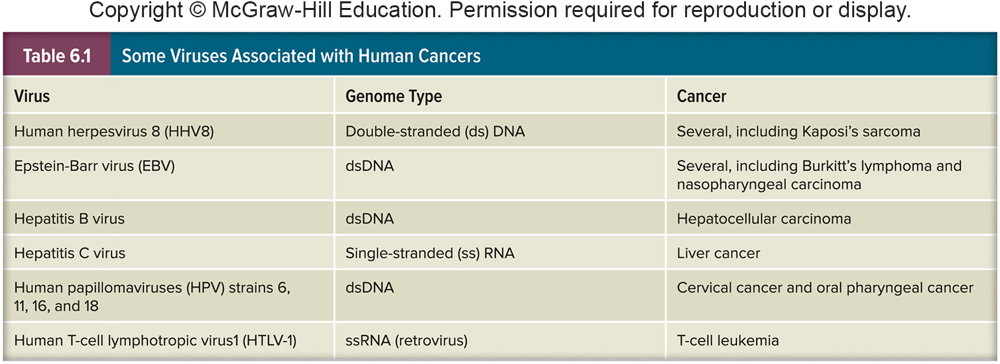 Copyright © McGraw-Hill Education. Permission required for reproduction or display.
Table 6.1 Some Viruses Associated with Human Cancers
Virus Genome Type Cancer
Human herpesvirus 8 (HHV8) Double-stranded (ds) DNA Several, including Kaposi’s sarcoma
Epstein-Barr virus (EBV) dsDNA Several, including Burkitt’s lymphoma and
nasopharyngeal carcinoma
Hepatitis B virus dsDNA Hepatocellular carcinoma
Hepatitis C virus Single-stranded (ss) RNA Liver cancer
Human papillomaviruses (HPV) strains 6, dsDNA Cervical cancer and oral pharyngeal cancer
11, 16, and 18
Human T-cell lymphotropic virus1 (HTLV-1) ssRNA (retrovirus) T-cell leukemia